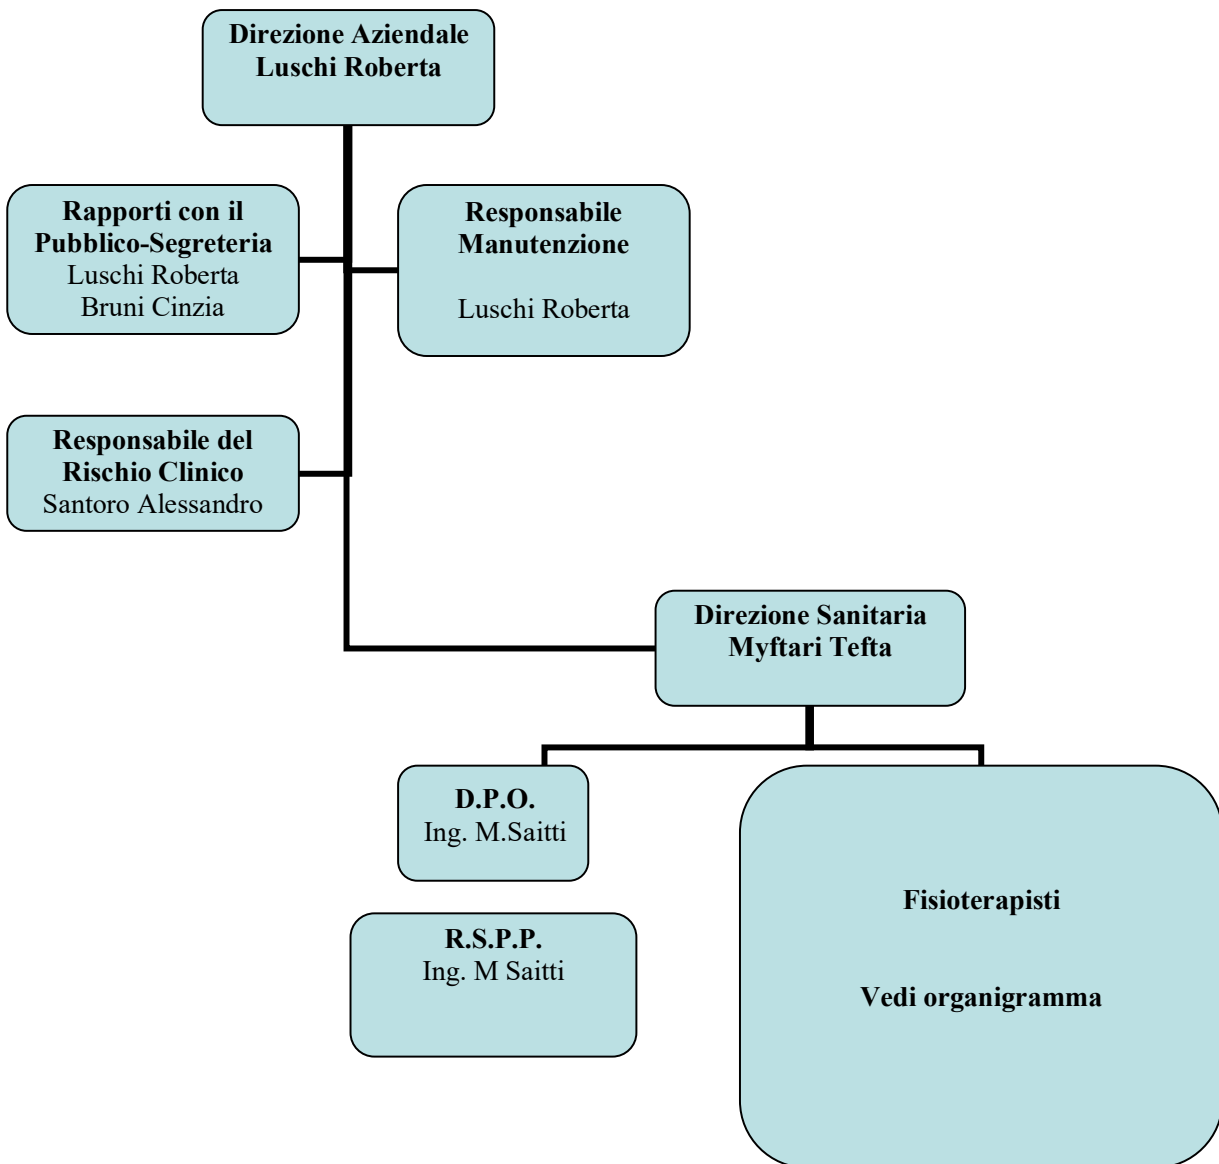 Direzione Aziendale
Luschi Roberta
Rapporti con il
Pubblico-Segreteria
Luschi Roberta
Bruni Cinzia
Responsabile
Manutenzione
Luschi Roberta
Responsabile del
Rischio Clinico
Santoro Alessandro
Direzione Sanitaria
Myftari Tefta
D.P.O.
Ing. M.Saitti
R.S.P.P.
Ing. M Saitti
Fisioterapisti
Vedi organigramma